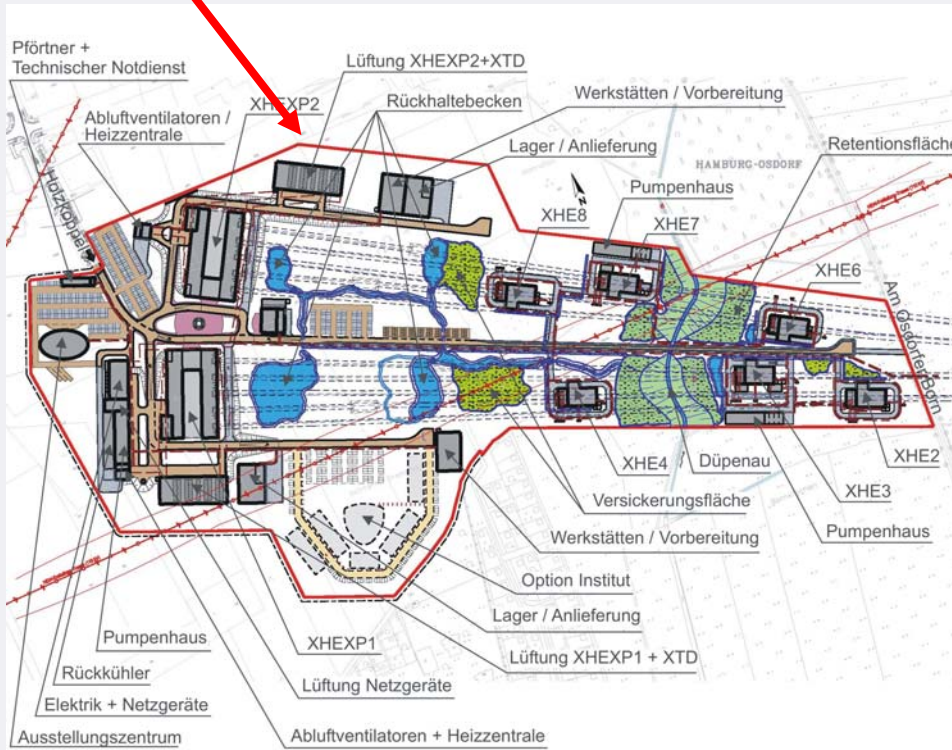 Pförtner +
Technischer Notdienst
Lüftung XHEXP2+XTD
Abluftventilatoren /
Heizzentrale
XHEXP2
Rückhaltebecken
Werkstätten / Vorbereitung
Lager / Anlieferung
HAMBURG-OSDORF
Retentionsfläche
Pumpenhaus
XHE8
XHE7
XHE6
Holzkoppel
N
Am Osdorfer Born
XHE4
Düpenau
XHE2
XHE3
Versickerungsfläche
Pumpenhaus
Werkstätten / Vorbereitung
Option Institut
Lager / Anlieferung
Pumpenhaus
XHEXP1
Lüftung XHEXP1 + XTD
Rückkühler
Lüftung Netzgeräte
Elektrik + Netzgeräte
Ausstellungszentrum
Abluftventilatoren + Heizzentrale